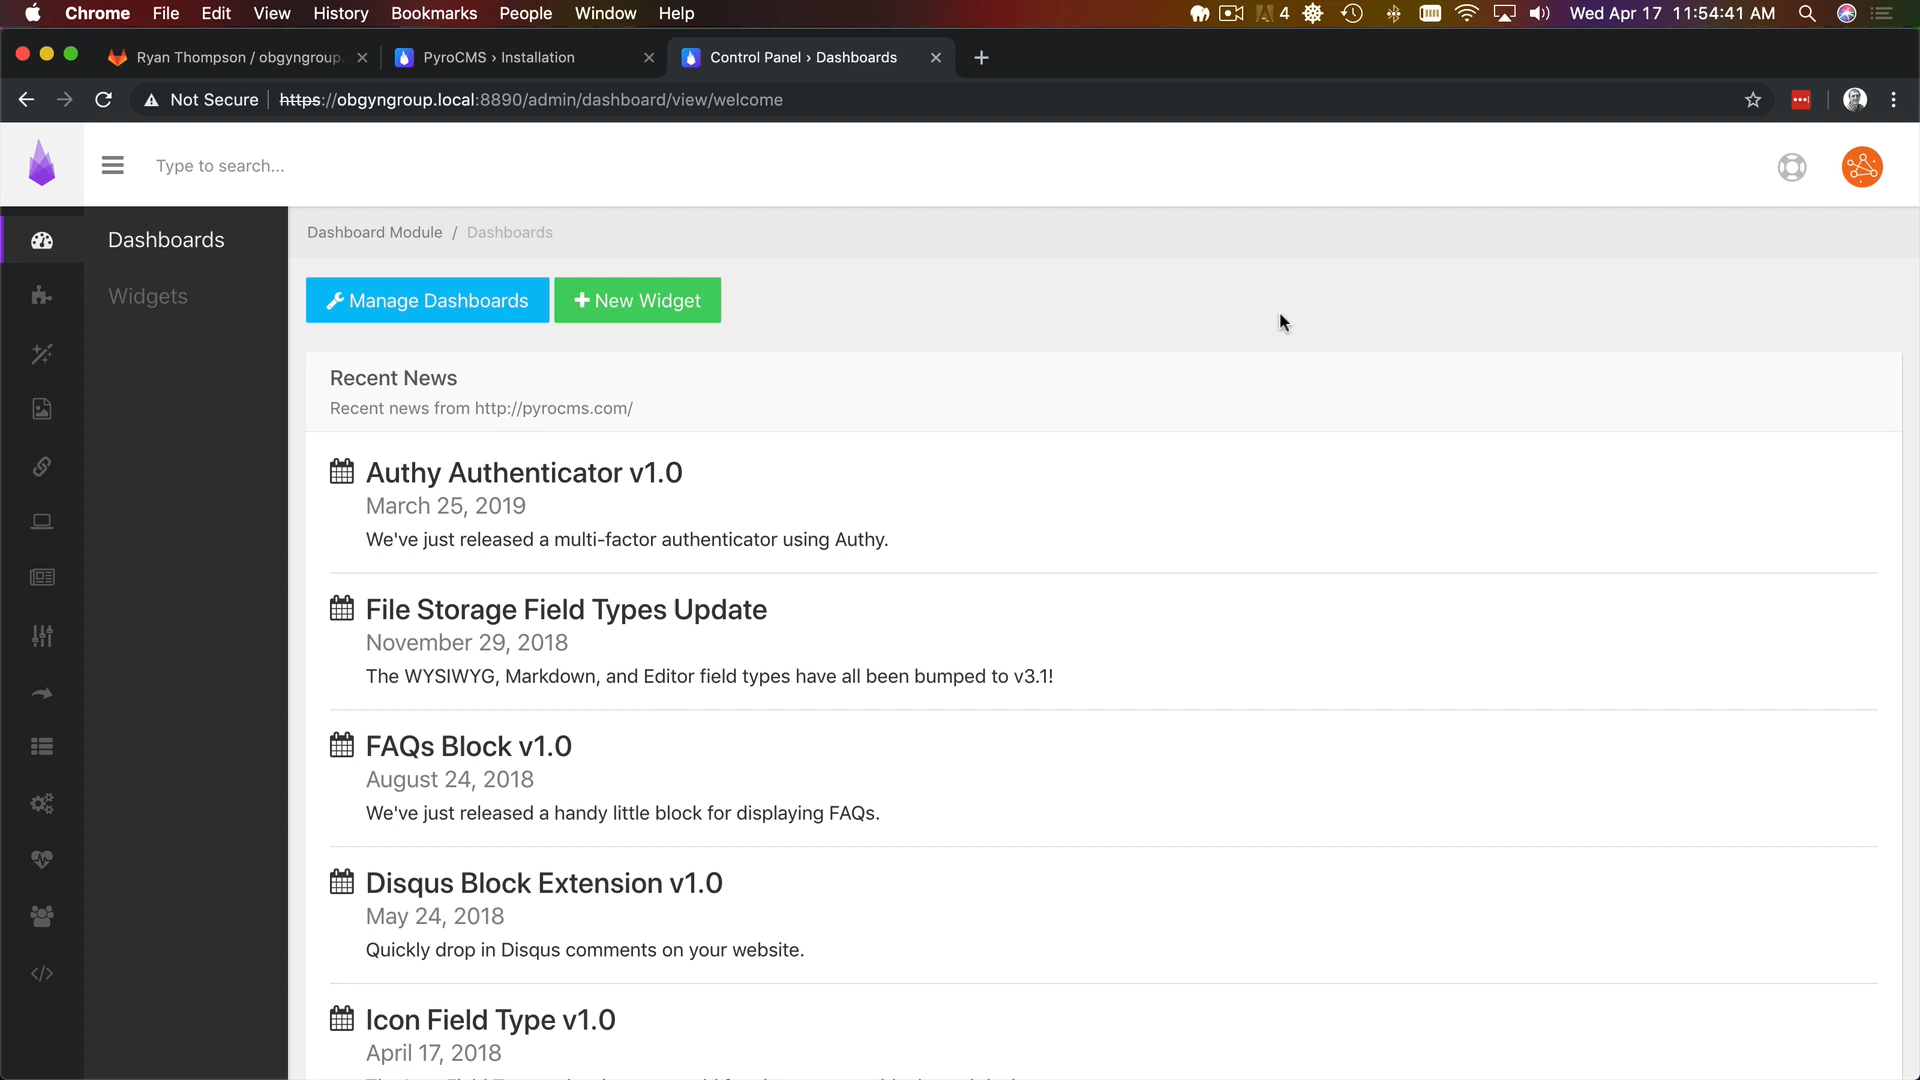 Chrome File Edit View History Bookmarks People Window Help 4 Wed Apr 17 11:54:41 AM
Ryan Thompson / obgyngroup. PyroCMS › Installation Control Panel › Dashboards
Not Secure https://obgyngroup.local:8890/admin/dashboard/view/welcome
Type to search...
Dashboards
Widgets
Dashboard Module / Dashboards
Manage Dashboards New Widget
Recent News
Recent news from http://pyrocms.com/
Authy Authenticator v1.0
March 25, 2019
We've just released a multi-factor authenticator using Authy.
File Storage Field Types Update
November 29, 2018
The WYSIWYG, Markdown, and Editor field types have all been bumped to v3.1!
FAQs Block v1.0
August 24, 2018
We've just released a handy little block for displaying FAQs.
Disqus Block Extension v1.0
May 24, 2018
Quickly drop in Disqus comments on your website.
Icon Field Type v1.0
April 17, 2018